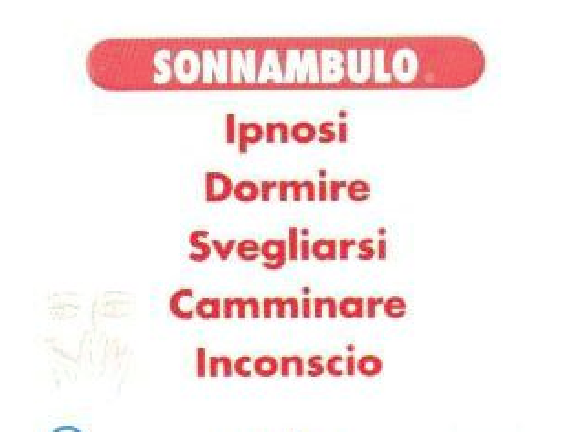 SONNAMBULO
Ipnosi
Dormire
Svegliarsi
Camminare
Inconscio